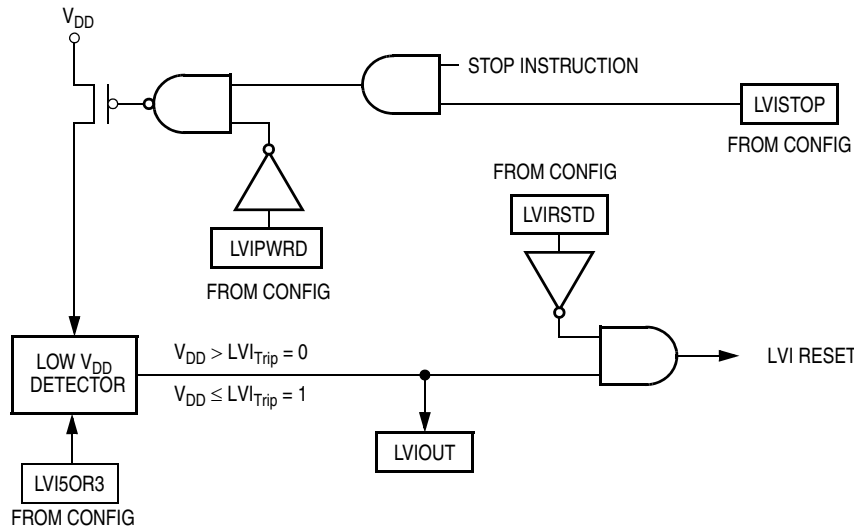 VDD
STOP INSTRUCTION
LVISTOP
FROM CONFIG
FROM CONFIG
LVIRSTD
LVIPWRD
FROM CONFIG
LOW VDD
DETECTOR
VDD > LVITrip = 0
VDD ≤ LVITrip = 1
LVI RESET
LVIOUT
LVI5OR3
FROM CONFIG